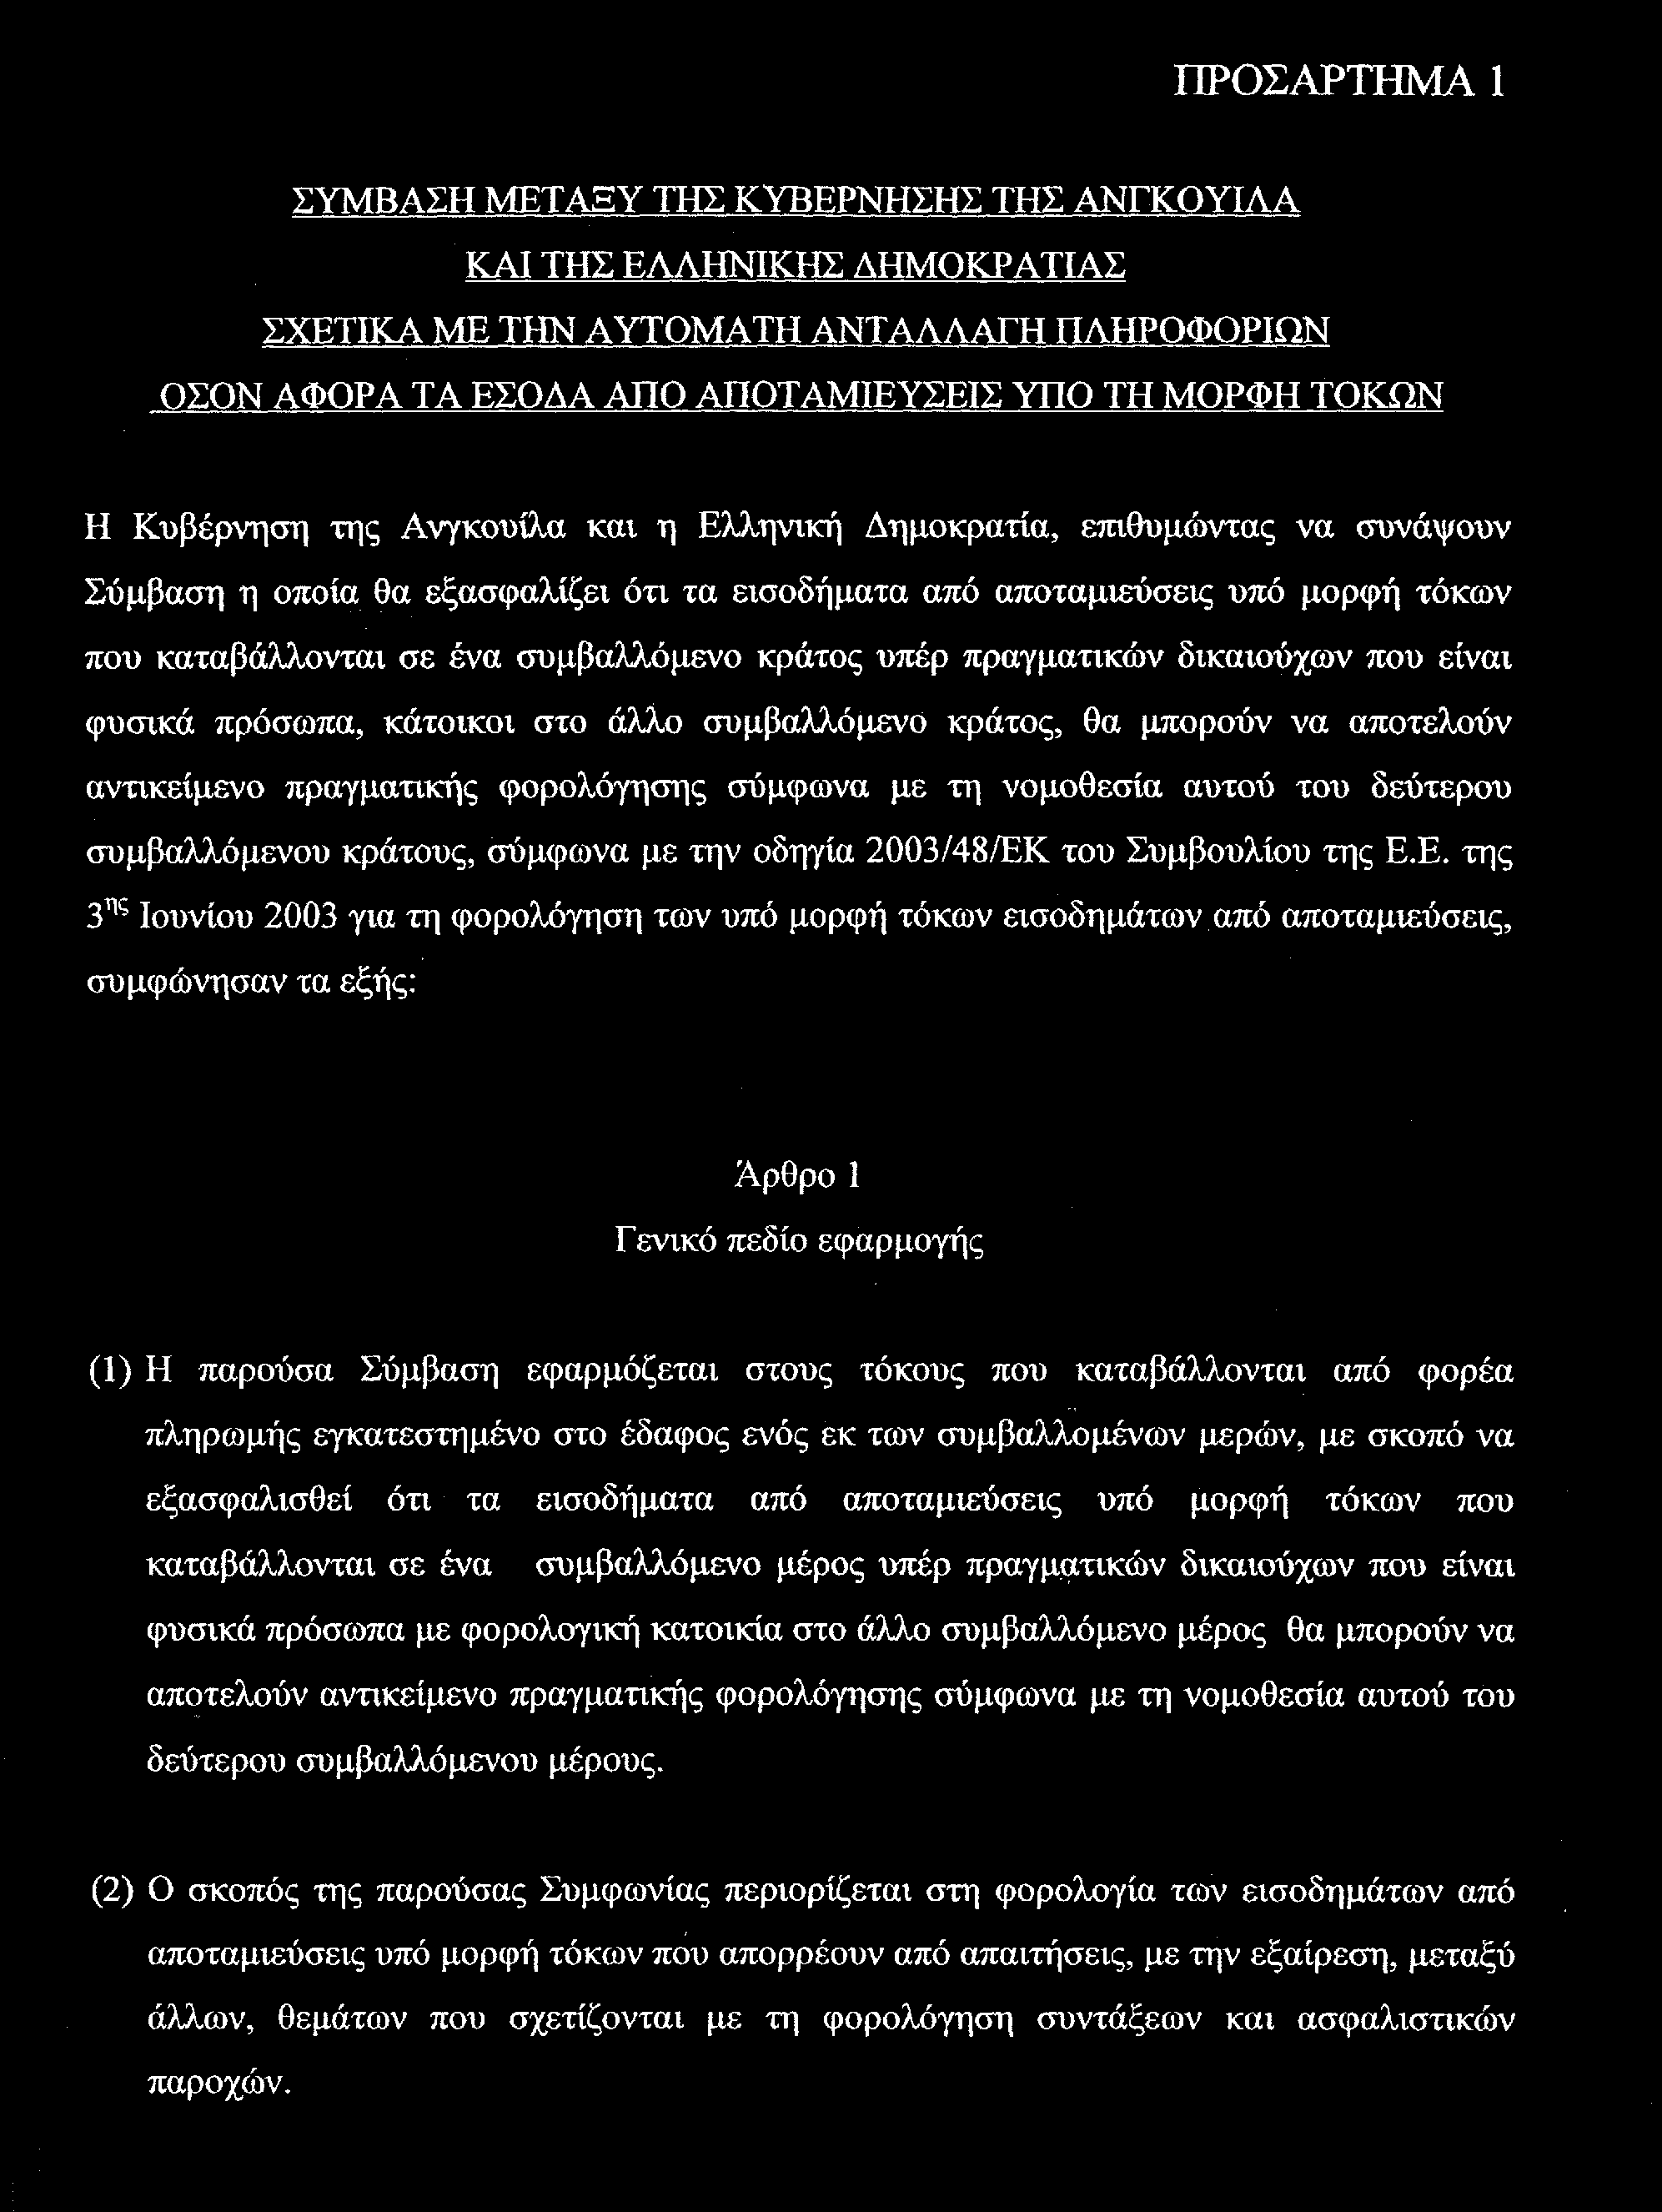 ΠΡΟΣΑΡΤΗΜΑ 1
ΣΥΜΒΑΣΗ ΜΕΤΑΞΥ ΤΗΣ ΚΥΒΕΡΝΗΣΗΣ ΤΗΣ ΑΝΓΚΟΥΙΛΑ
ΚΑΙ ΤΗΣ ΕΛΛΗΝΙΚΗΣ ΔΗΜΟΚΡΑΤΙΑΣ
ΣΧΕΤΙΚΑ ΜΕ ΤΗΝ ΑΥΤΟΜΑΤΗ ΑΝΤΑΛΛΑΓΗ ΠΛΗΡΟΦΟΡΙΩΝ
ΟΣΟΝ ΑΦΟΡΑ ΤΑ ΕΣΟΔΑ ΑΠΟ ΑΠΟΤΑΜΙΕΥΣΕΙΣ ΥΠΟ ΤΗ ΜΟΡΦΗ ΤΟΚΩΝ
Η Κυβέρνηση της Ανγκουίλα και η Ελληνική Δημοκρατία, επιθυμώντας να συνάψουν
Σύμβαση η οποία θα εξασφαλίζει ότι τα εισοδήματα από αποταμιεύσεις υπό μορφή τόκων
που καταβάλλονται σε ένα συμβαλλόμενο κράτος υπέρ πραγματικών δικαιούχων που είναι
φυσικά πρόσωπα, κάτοικοι στο άλλο συμβαλλόμενο κράτος, θα μπορούν να αποτελούν
αντικείμενο πραγματικής φορολόγησης σύμφωνα με τη νομοθεσία αυτού του δεύτερου
συμβαλλόμενου κράτους, σύμφωνα με την οδηγία 2003/48/ΕΚ του Συμβουλίου της Ε.Ε. της
3ης Ιουνίου 2003 για τη φορολόγηση των υπό μορφή τόκων εισοδημάτων από αποταμιεύσεις,
συμφώνησαν τα εξής:
Άρθρο 1
Γενικό πεδίο εφαρμογής
(1) Η παρούσα Σύμβαση εφαρμόζεται στους τόκους που καταβάλλονται από φορέα
πληρωμής εγκατεστημένο στο έδαφος ενός εκ των συμβαλλομένων μερών, με σκοπό να
εξασφαλισθεί ότι τα εισοδήματα από αποταμιεύσεις υπό μορφή τόκων που
καταβάλλονται σε ένα συμβαλλόμενο μέρος υπέρ πραγματικών δικαιούχων που είναι
φυσικά πρόσωπα με φορολογική κατοικία στο άλλο συμβαλλόμενο μέρος θα μπορούν να
αποτελούν αντικείμενο πραγματικής φορολόγησης σύμφωνα με τη νομοθεσία αυτού του
δεύτερου συμβαλλόμενου μέρους.
(2) Ο σκοπός της παρούσας Συμφωνίας περιορίζεται στη φορολογία των εισοδημάτων από
αποταμιεύσεις υπό μορφή τόκων που απορρέουν από απαιτήσεις, με την εξαίρεση, μεταξύ
άλλων, θεμάτων που σχετίζονται με τη φορολόγηση συντάξεων και ασφαλιστικών
παροχών.